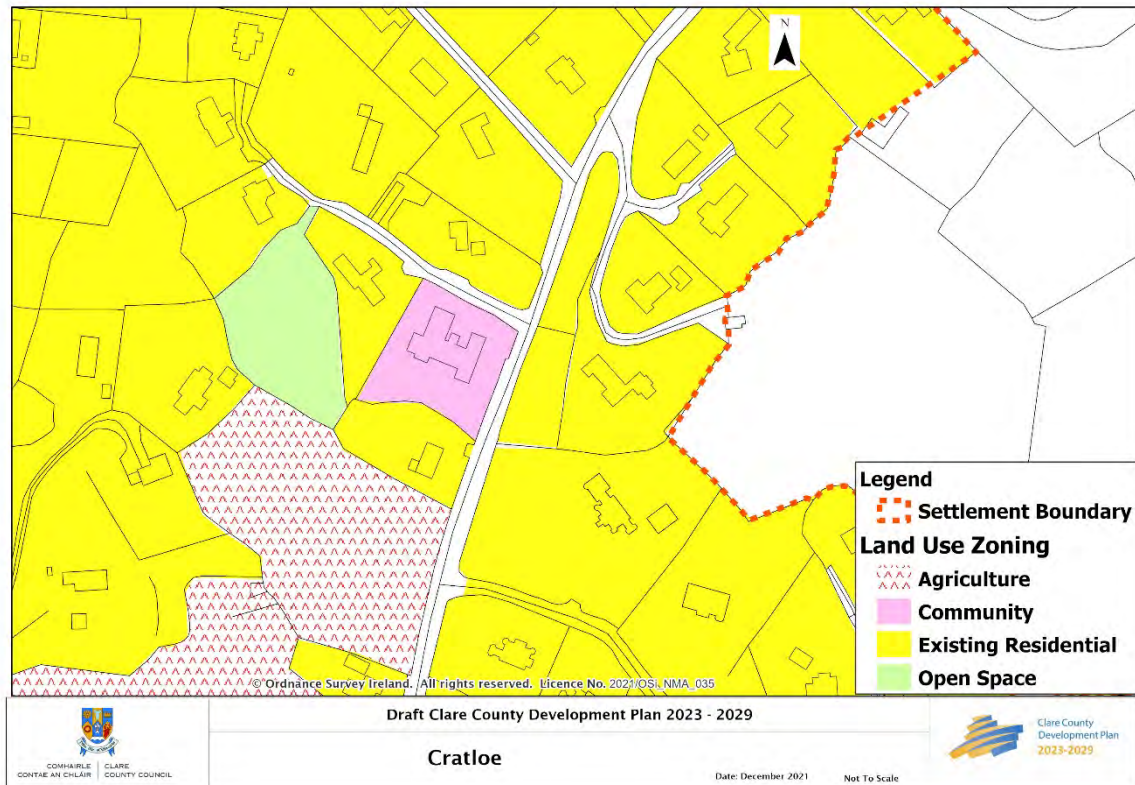 N
Legend
Settlement Boundary
Land Use Zoning
Agriculture
Community
Existing Residential
Open Space
© Ordnance Survey Ireland. All rights reserved. Licence No. 2021/OSi_NMA_035
Draft Clare County Development Plan 2023 - 2029
Cratloe
Date: December 2021 Not To Scale
COMHAIRLE CONTAE AN CHLÁIR
CLARE COUNTY COUNCIL
Clare County
Development Plan
2023-2029